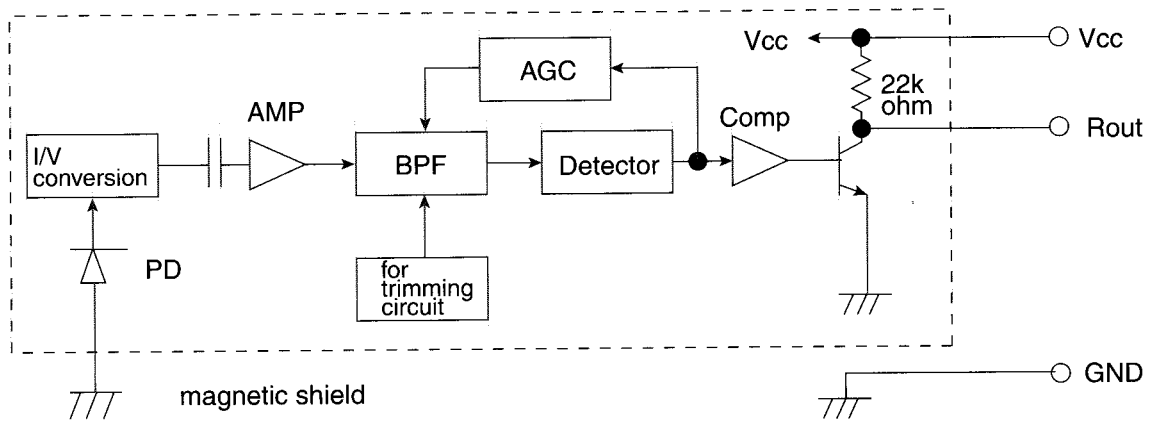 Vcc
Vcc
AGC
22k
ohm
AMP
Comp
Rout
I/V
conversion
BPF
Detector
PD
for
trimming
circuit
GND
magnetic shield